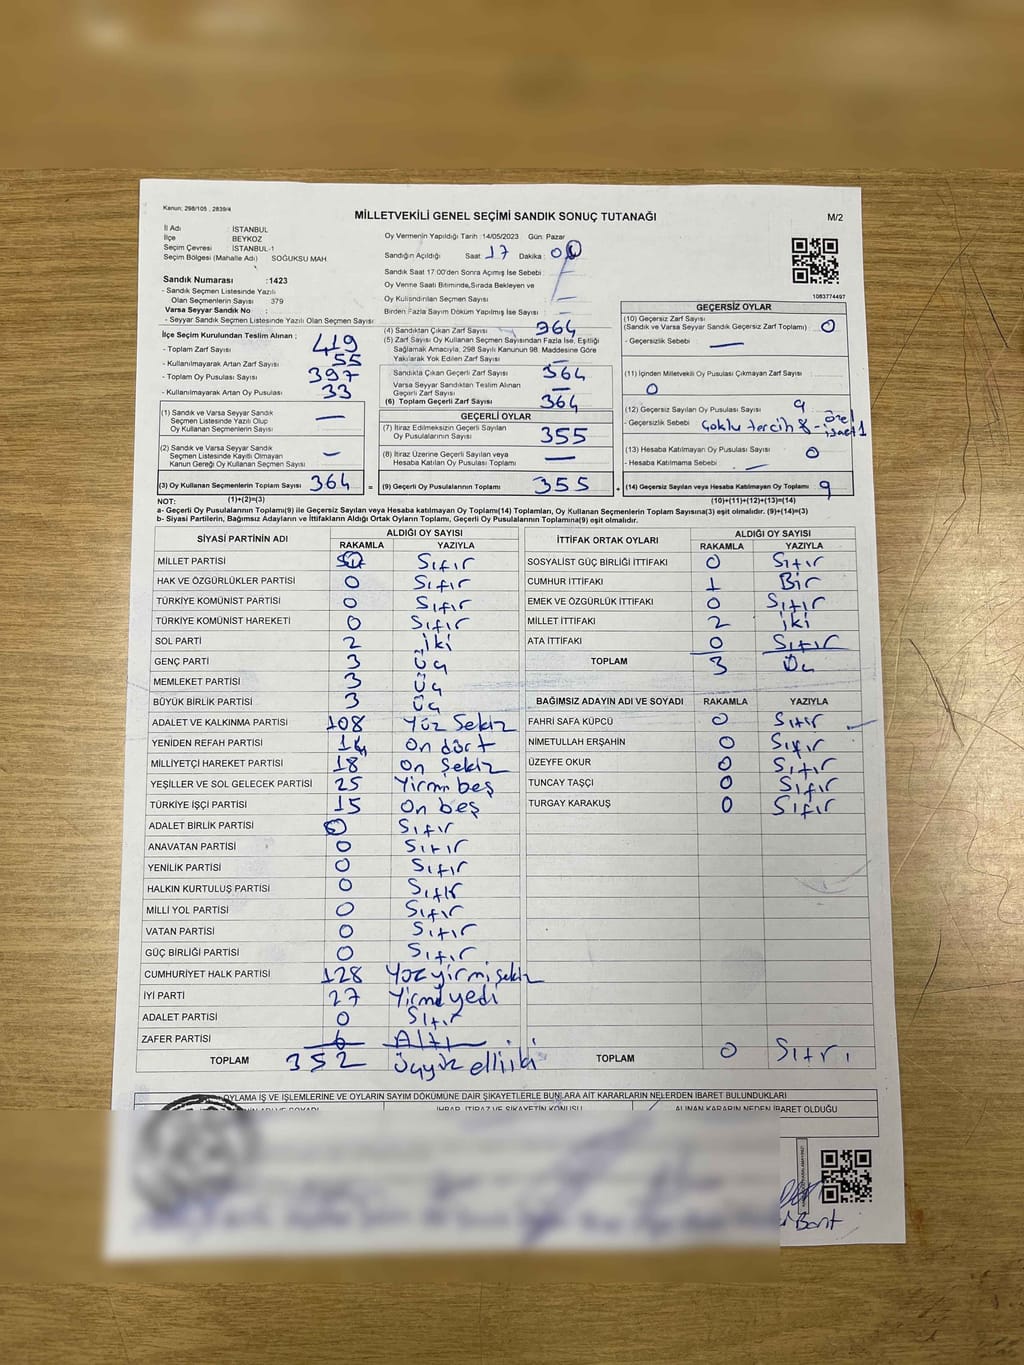 Kanun; 298/105 , 2839/4
MİLLETVEKİLİ GENEL SEÇİMİ SANDIK SONUÇ TUTANAĞI
M/2
İl Adı : İSTANBUL
İlçe BEYKOZ
Seçim Çevresi : İSTANBUL-1
Seçim Bölgesi (Mahalle Adı) SOĞUKSU MAH.
Sandık Numarası :1423
- Sandık Seçmen Listesinde Yazılı
Olan Seçmenlerin Sayısı 379
Varsa Seyyar Sandık No :
- Seyyar Sandık Seçmen Listesinde Yazılı Olan Seçmen Sayısı
Oy Vermenin Yapıldığı Tarih :14/05/2023 Gün: Pazar
Sandığın Açıldığı Saat : 17 Dakika :
Sandık Saat 17.00'den Sonra Açımış İse Sebebi
Oy Verme Saati Bitiminde,Sırada Bekleyen ve
Oy Kullandırılan Seçmen Sayısı
Birden Fazla Sayım Döküm Yapılmış İse Sayısı
1083774497
İlçe Seçim Kurulundan Teslim Alınan :
- Toplam Zarf Sayısı 419
- Kullanılmayarak Artan Zarf Sayısı 55
- Toplam Oy Pusulası Sayısı 397
- Kullanılmayarak Artan Oy Pusulası 33
(1) Sandık ve Varsa Seyyar Sandık
Seçmen Listesinde Yazılı Olup
Oy Kullanan Seçmenlerin Sayısı —
(2) Sandık ve Varsa Seyyar Sandık
Seçmen Listesinde Kayıtlı Olmayan
Kanun Gereği Oy Kullanan Seçmen Sayısı —
(3) Oy Kullanan Seçmenlerin Toplam Sayısı 364 =
(4) Sandıktan Çıkan Zarf Sayısı 364
(5) Zarf Sayısı Oy Kullanan Seçmen Sayısından Fazla İse, Eşitliği
Sağlamak Amacıyla; 298 Sayılı Kanunun 98. Maddesine Göre
Yakılarak Yok Edilen Zarf Sayısı —
Sandıkta Çıkan Geçerli Zarf Sayısı 364
Varsa Seyyar Sandıktan Teslim Alınan
Geçerli Zarf Sayısı —
(6) Toplam Geçerli Zarf Sayısı 364
GEÇERLİ OYLAR
(7) İtiraz Edilmeksizin Geçerli Sayılan
Oy Pusulalarının Sayısı 355
(8) İtiraz Üzerine Geçerli Sayılan veya
Hesaba Katılan Oy Pusulası Toplamı —
(9) Geçerli Oy Pusulalarının Toplamı 355 +
GEÇERSİZ OYLAR
(10) Geçersiz Zarf Sayısı
(Sandık ve Varsa Seyyar Sandık Geçersiz Zarf Toplamı) 0
- Geçersizlik Sebebi —
(11) İçinden Milletvekili Oy Pusulası Çıkmayan Zarf Sayısı
0
(12) Geçersiz Sayılan Oy Pusulası Sayısı 9
- Geçersizlik Sebebi Çoklu tercih 8 - özel işaret 1
(13) Hesaba Katılmayan Oy Pusulası Sayısı 0
- Hesaba Katılmama Sebebi —
(14) Geçersiz Sayılan veya Hesaba Katılmayan Oy Toplamı 9
NOT: (1)+(2)=(3) (10)+(11)+(12)+(13)=(14)
a- Geçerli Oy Pusulalarının Toplamı(9) ile Geçersiz Sayılan veya Hesaba katılmayan Oy Toplamı(14) Toplamları, Oy Kullanan Seçmenlerin Toplam Sayısına(3) eşit olmalıdır. (9)+(14)=(3)
b- Siyasi Partilerin, Bağımsız Adayların ve İttifakların Aldığı Ortak Oyların Toplamı, Geçerli Oy Pusulalarının Toplamına(9) eşit olmalıdır.
SİYASİ PARTİNİN ADI ALDIĞI OY SAYISI
RAKAMLA YAZIYLA
MİLLET PARTİSİ Sıfır
HAK VE ÖZGÜRLÜKLER PARTİSİ 0 Sıfır
TÜRKİYE KOMÜNİST PARTİSİ 0 Sıfır
TÜRKİYE KOMÜNİST HAREKETİ 0 Sıfır
SOL PARTİ 2 iki
GENÇ PARTİ 3 Üç
MEMLEKET PARTİSİ 3 Üç
BÜYÜK BİRLİK PARTİSİ 3 Üç
ADALET VE KALKINMA PARTİSİ 108 Yüz Sekiz
YENİDEN REFAH PARTİSİ 14 On dört
MİLLİYETÇİ HAREKET PARTİSİ 18 On Şekiz
YEŞİLLER VE SOL GELECEK PARTİSİ 25 Yirmi beş
TÜRKİYE İŞÇİ PARTİSİ 15 On beş
ADALET BİRLİK PARTİSİ 0 Sıfır
ANAVATAN PARTİSİ 0 Sıfır
YENİLİK PARTİSİ 0 Sıfır
HALKIN KURTULUŞ PARTİSİ 0 Sıfır
MİLLİ YOL PARTİSİ 0 Sıfır
VATAN PARTİSİ 0 Sıfır
GÜÇ BİRLİĞİ PARTİSİ 0 Sıfır
CUMHURİYET HALK PARTİSİ 128 Yüzyirmisekiz
İYİ PARTİ 27 Yirmi yedi
ADALET PARTİSİ 0 Sıfır
ZAFER PARTİSİ 6 Altı
TOPLAM 352 Üçyüz elliiki
İTTİFAK ORTAK OYLARI ALDIĞI OY SAYISI
RAKAMLA YAZIYLA
SOSYALİST GÜÇ BİRLİĞİ İTTİFAKI 0 Sıfır
CUMHUR İTTİFAKI 1 Bir
EMEK VE ÖZGÜRLÜK İTTİFAKI 0 Sıfır
MİLLET İTTİFAKI 2 iki
ATA İTTİFAKI 0 Sıfır
TOPLAM 3 Üç
BAĞIMSIZ ADAYIN ADI VE SOYADI RAKAMLA YAZIYLA
FAHRİ SAFA KÜPCÜ 0 Sıfır
NİMETULLAH ERŞAHİN 0 Sıfır
ÜZEYFE OKUR 0 Sıfır
TUNCAY TAŞÇI 0 Sıfır
TURGAY KARAKUŞ 0 Sıfır
TOPLAM 0 Sıfır
OYLAMA İŞ VE İŞLEMLERİNE VE OYLARIN SAYIM DÖKÜMÜNE DAİR ŞİKAYETLERLE BUNLARA AİT KARARLARIN NELERDEN İBARET BULUNDUKLARI
İHBAR, İTİRAZ VE ŞİKAYETİN KONUSU ALINAN KARARIN NEDEN İBARET OLDUĞU